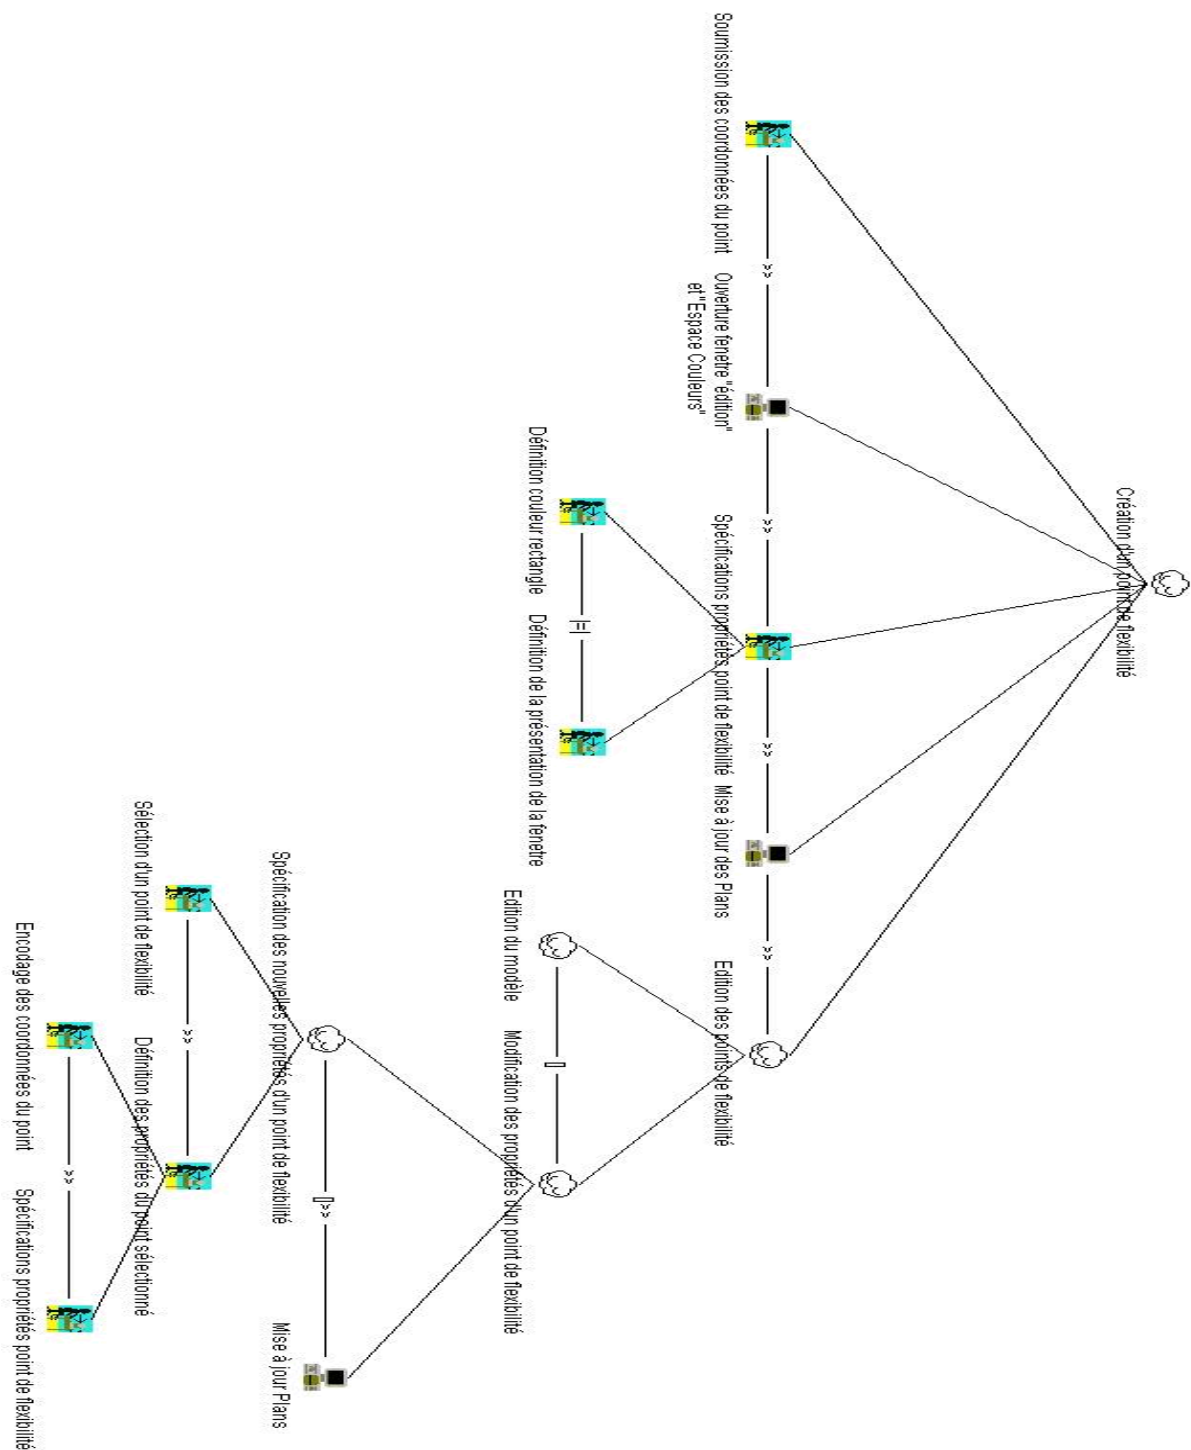 Création d'un point de flexibilité
Soumission des coordonnées du point
>>
Ouverture fenetre "édition"
et "Espace Couleurs"
>>
Spécifications propriétés point de flexibilité
>>
Mise à jour des Plans
>>
Edition des points de flexibilité
Définition couleur rectangle
|=|
Définition de la présentation de la fenetre
Edition du modèle
[]
Modification des propriétés d'un point de flexibilité
Spécification des nouvelles propriétés d'un point de flexibilité
[]>>
Mise à jour Plans
Sélection d'un point de flexibilité
>>
Définition des propriétés du point sélectionné
Encodage des coordonnées du point
>>
Spécifications propriétés point de flexibilité